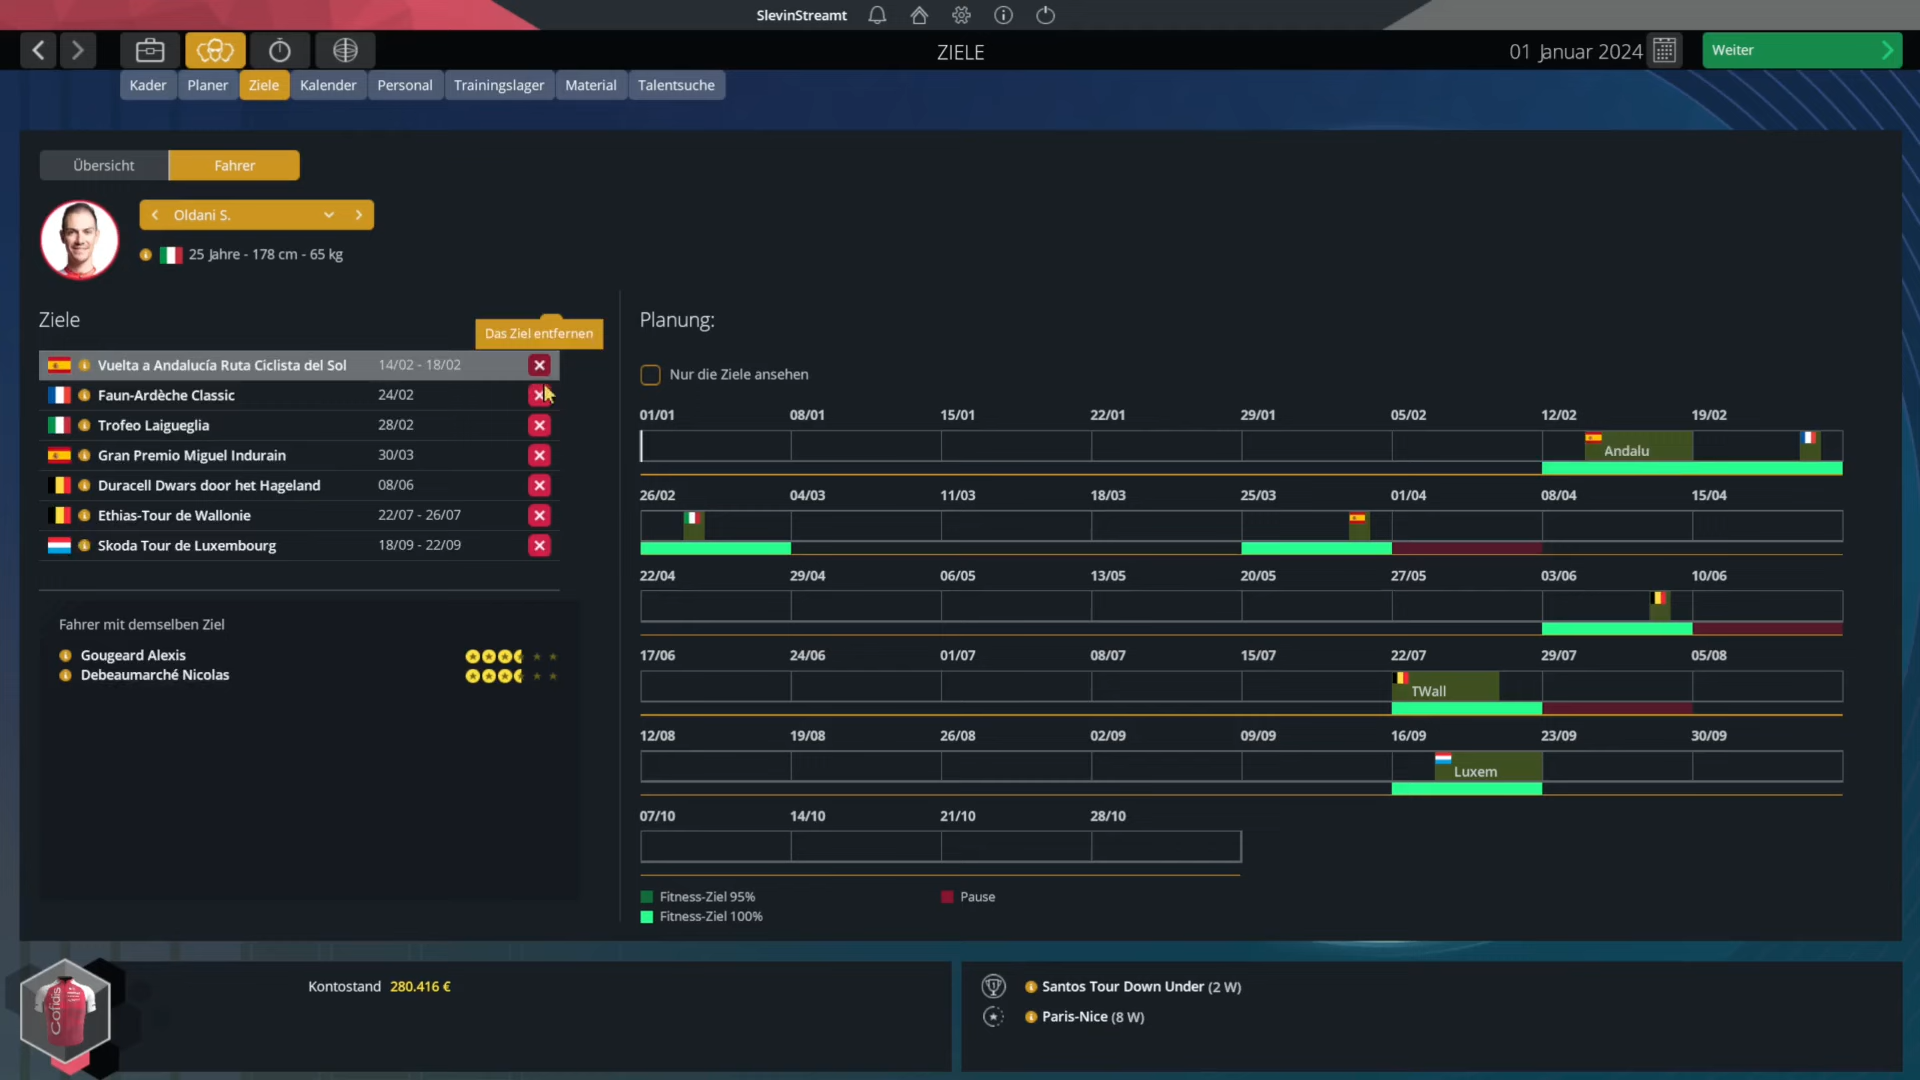 SlevinStreamt
ZIELE
01 Januar 2024
Weiter
Kader Planer Ziele Kalender Personal Trainingslager Material Talentsuche
Übersicht Fahrer
Oldani S.
25 Jahre - 178 cm - 65 kg
Ziele
Das Ziel entfernen
Vuelta a Andalucía Ruta Ciclista del Sol 14/02 - 18/02
Faun-Ardèche Classic 24/02
Trofeo Laigueglia 28/02
Gran Premio Miguel Indurain 30/03
Duracell Dwars door het Hageland 08/06
Ethias-Tour de Wallonie 22/07 - 26/07
Skoda Tour de Luxembourg 18/09 - 22/09
Fahrer mit demselben Ziel
Gougeard Alexis
Debeaumarché Nicolas
Planung:
Nur die Ziele ansehen
01/01 08/01 15/01 22/01 29/01 05/02 12/02 19/02
Andalu
26/02 04/03 11/03 18/03 25/03 01/04 08/04 15/04
22/04 29/04 06/05 13/05 20/05 27/05 03/06 10/06
17/06 24/06 01/07 08/07 15/07 22/07 29/07 05/08
TWall
12/08 19/08 26/08 02/09 09/09 16/09 23/09 30/09
Luxem
07/10 14/10 21/10 28/10
Fitness-Ziel 95% Pause
Fitness-Ziel 100%
Cofidis
Kontostand 280.416 €
Santos Tour Down Under (2 W)
Paris-Nice (8 W)